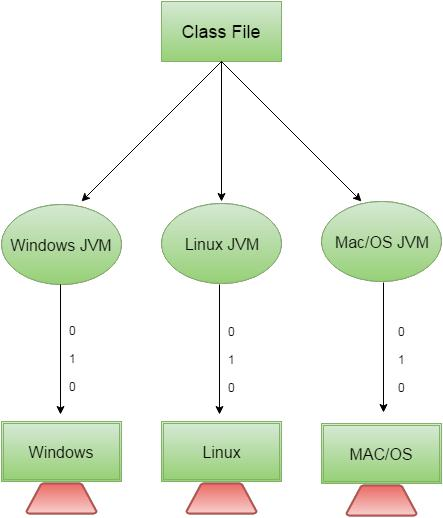 Class File
Windows JVM
Linux JVM
Mac/OS JVM
0
1
0
0
1
0
0
1
0
Windows
Linux
MAC/OS